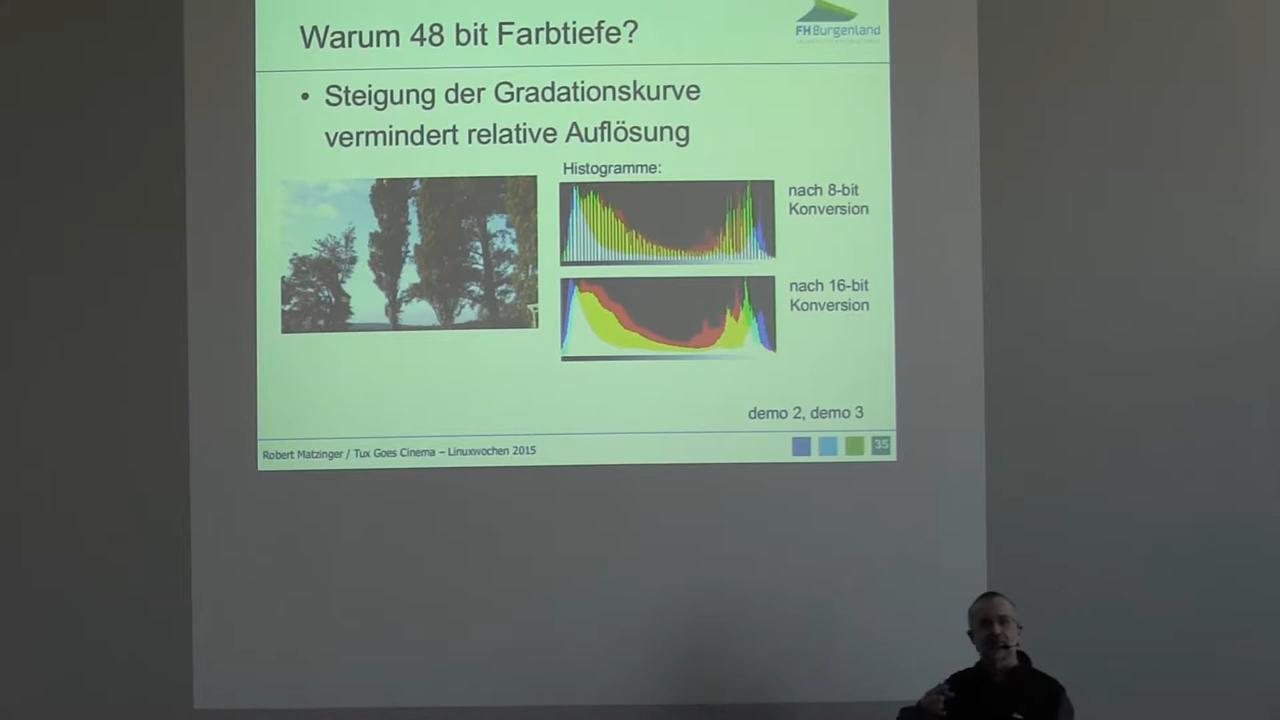 Warum 48 bit Farbtiefe?
FH Burgenland
• Steigung der Gradationskurve
vermindert relative Auflösung
Histogramme:
nach 8-bit
Konversion
nach 16-bit
Konversion
demo 2, demo 3
Robert Matzinger / Tux Goes Cinema – Linuxwochen 2015
35